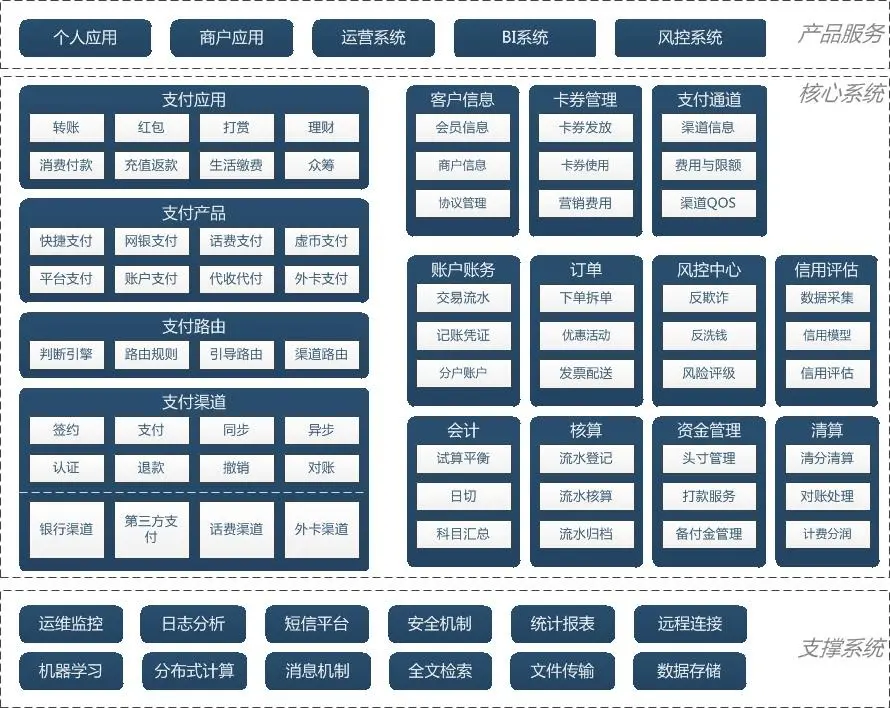 个人应用
商户应用
运营系统
BI系统
风控系统
产品服务
核心系统
支付应用
转账
红包
打赏
理财
消费付款
充值返款
生活缴费
众筹
支付产品
快捷支付
网银支付
话费支付
虚币支付
平台支付
账户支付
代收代付
外卡支付
支付路由
判断引擎
路由规则
引导路由
渠道路由
支付渠道
签约
支付
同步
异步
认证
退款
撤销
对账
银行渠道
第三方支
付
话费渠道
外卡渠道
客户信息
会员信息
商户信息
协议管理
卡券管理
卡券发放
卡券使用
营销费用
支付通道
渠道信息
费用与限额
渠道QOS
账户账务
交易流水
记账凭证
分户账户
订单
下单拆单
优惠活动
发票配送
风控中心
反欺诈
反洗钱
风险评级
信用评估
数据采集
信用模型
信用评估
会计
试算平衡
日切
科目汇总
核算
流水登记
流水核算
流水归档
资金管理
头寸管理
打款服务
备付金管理
清算
清分清算
对账处理
计费分润
运维监控
日志分析
短信平台
安全机制
统计报表
远程连接
支撑系统
机器学习
分布式计算
消息机制
全文检索
文件传输
数据存储